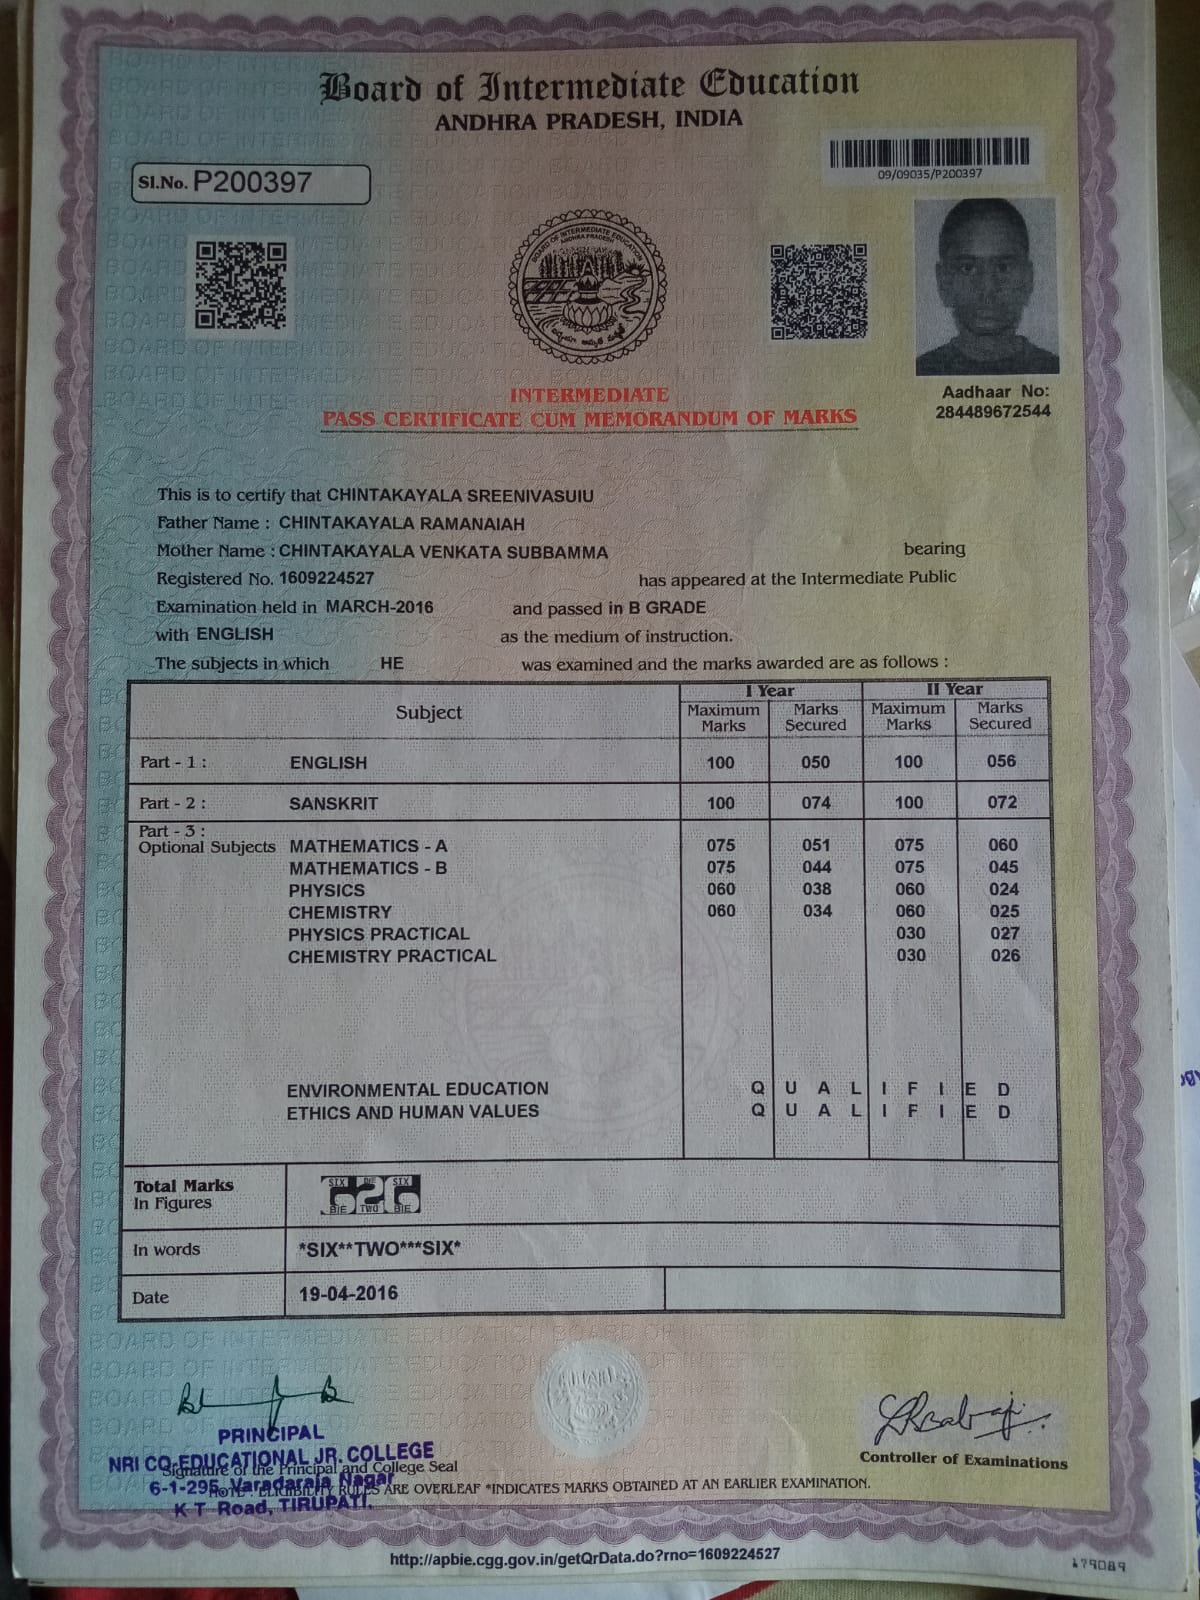 Board of Intermediate Education
ANDHRA PRADESH, INDIA
Sl.No. P200397
09/09035/P200397
BOARD OF INTERMEDIATE EDUCATION
ANDHRA PRADESH
Aadhaar No:
284489672544
INTERMEDIATE
PASS CERTIFICATE CUM MEMORANDUM OF MARKS
This is to certify that CHINTAKAYALA SREENIVASUIU
Father Name : CHINTAKAYALA RAMANAIAH
Mother Name : CHINTAKAYALA VENKATA SUBBAMMA bearing
Registered No. 1609224527 has appeared at the Intermediate Public
Examination held in MARCH-2016 and passed in B GRADE
with ENGLISH as the medium of instruction.
The subjects in which HE was examined and the marks awarded are as follows :
Subject I Year II Year
Maximum Marks Marks Secured Maximum Marks Marks Secured
Part - 1 : ENGLISH 100 050 100 056
Part - 2 : SANSKRIT 100 074 100 072
Part - 3 :
Optional Subjects MATHEMATICS - A 075 051 075 060
MATHEMATICS - B 075 044 075 045
PHYSICS 060 038 060 024
CHEMISTRY 060 034 060 025
PHYSICS PRACTICAL 030 027
CHEMISTRY PRACTICAL 030 026
ENVIRONMENTAL EDUCATION Q U A L I F I E D
ETHICS AND HUMAN VALUES Q U A L I F I E D
Total Marks
In Figures 626
In words *SIX**TWO***SIX*
Date 19-04-2016
PRINCIPAL
NRI CO-EDUCATIONAL JR. COLLEGE
Signature of the Principal and College Seal
6-1-295, Varadaraja Nagar
K T Road, TIRUPATI.
NOTE : ELIGIBILITY RULES ARE OVERLEAF *INDICATES MARKS OBTAINED AT AN EARLIER EXAMINATION.
Controller of Examinations
http://apbie.cgg.gov.in/getQrData.do?rno=1609224527